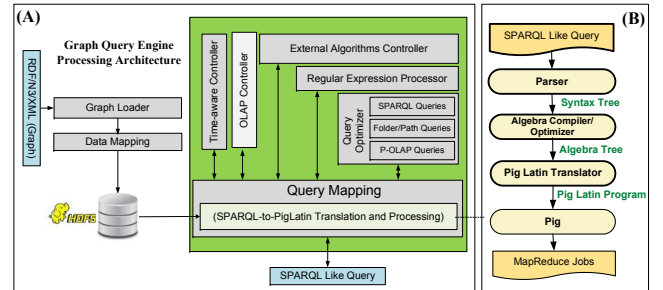 (A)
Graph Query Engine
Processing Architecture
RDF/N3/XML (Graph)
Graph Loader
Data Mapping
HDFS
Time-aware Controller
OLAP Controller
External Algorithms Controller
Regular Expression Processor
Query Optimizer
SPARQL Queries
Folder/Path Queries
P-OLAP Queries
Query Mapping
(SPARQL-to-PigLatin Translation and Processing)
SPARQL Like Query
(B)
SPARQL Like Query
Parser
Syntax Tree
Algebra Compiler/
Optimizer
Algebra Tree
Pig Latin Translator
Pig Latin Program
Pig
MapReduce Jobs